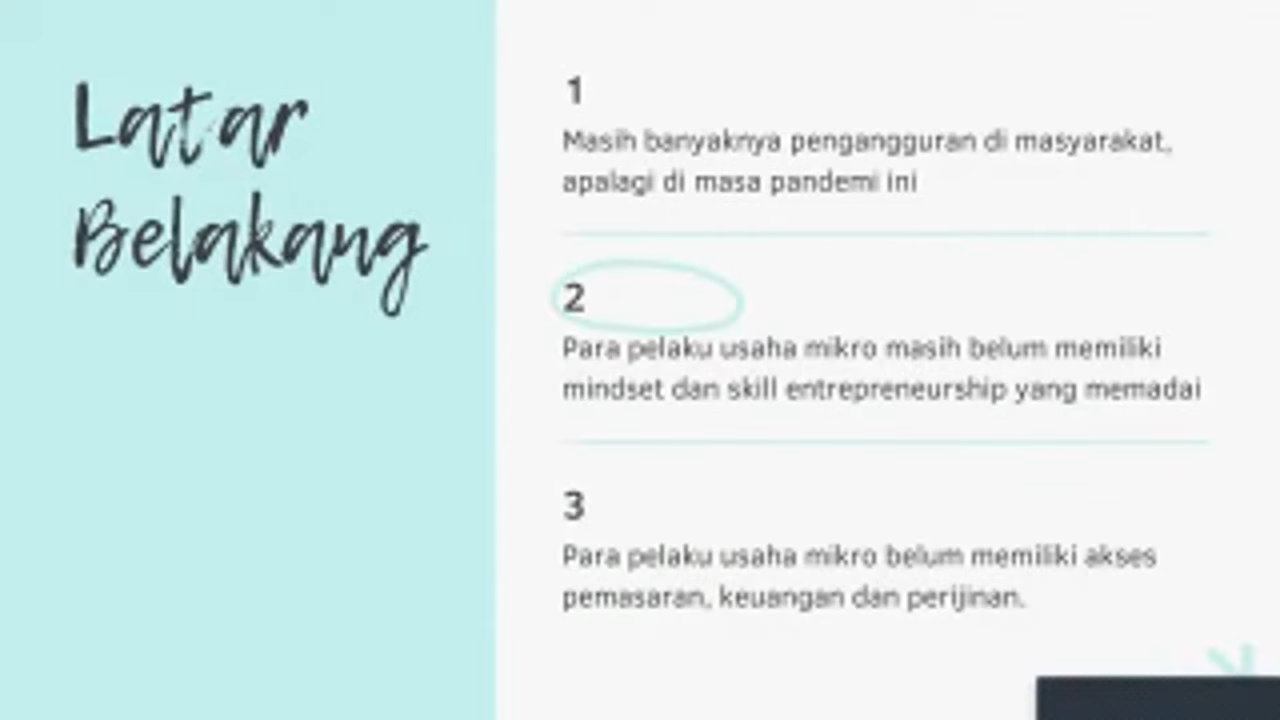 Latar
Belakang
1
Masih banyaknya pengangguran di masyarakat,
apalagi di masa pandemi ini
2
Para pelaku usaha mikro masih belum memiliki
mindset dan skill entrepreneurship yang memadai
3
Para pelaku usaha mikro belum memiliki akses
pemasaran, keuangan dan perijinan.